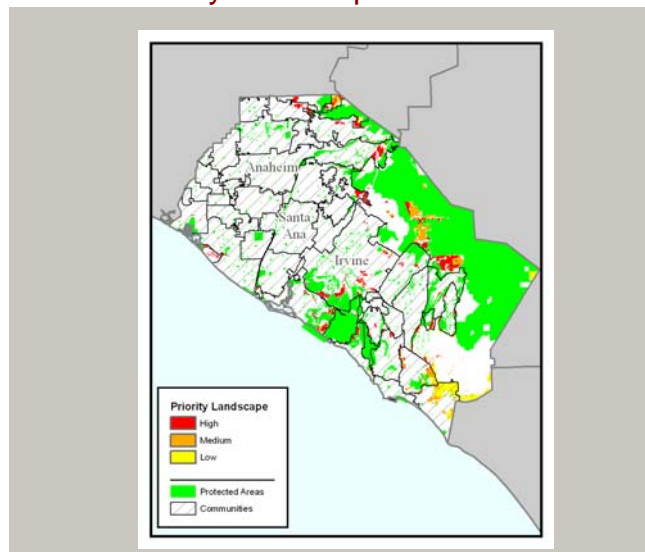 Anaheim
Santa
Ana
Irvine
Priority Landscape
High
Medium
Low
Protected Areas
Communities